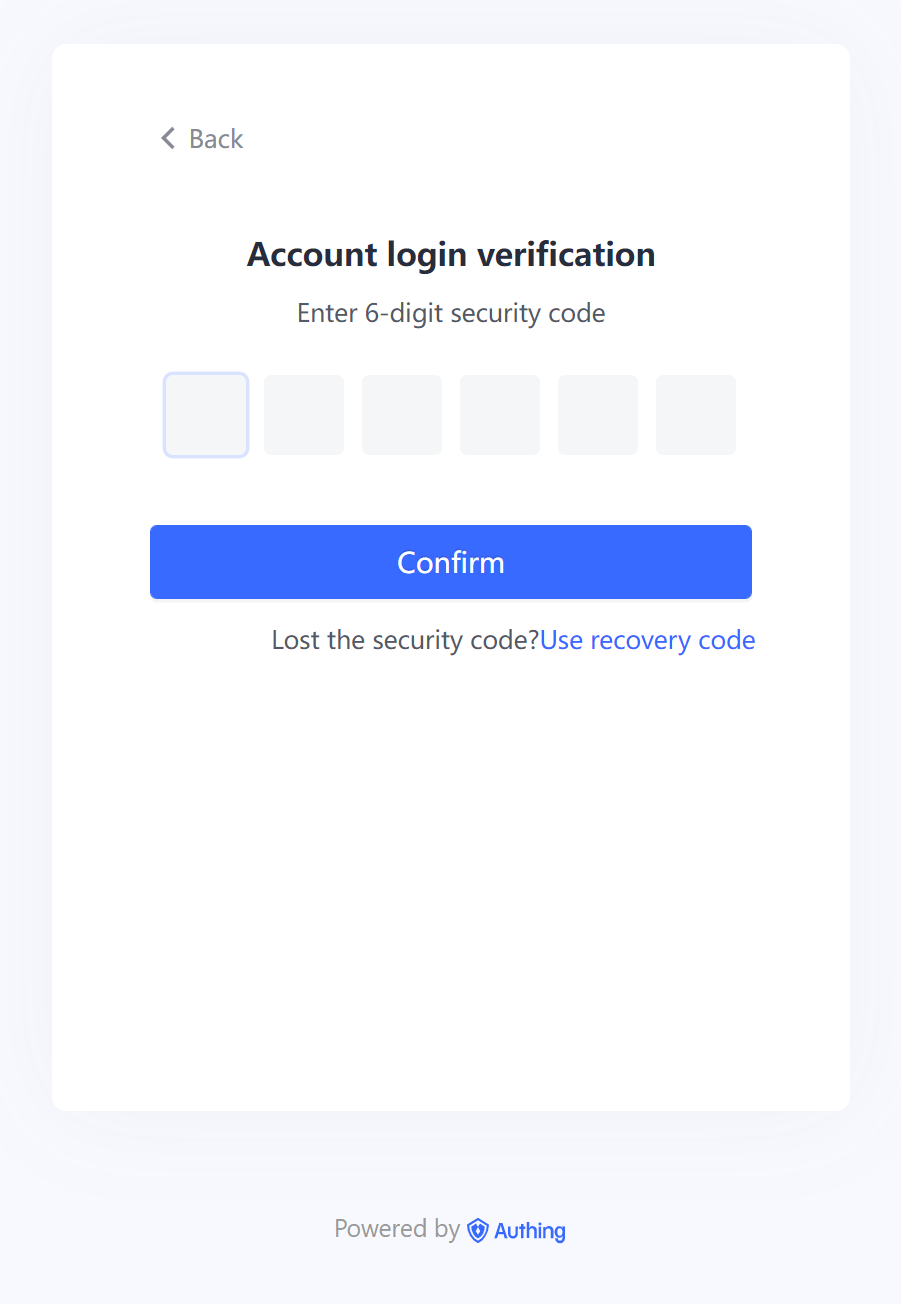 Back
Account login verification
Enter 6-digit security code
Confirm
Lost the security code?Use recovery code
Powered by Authing